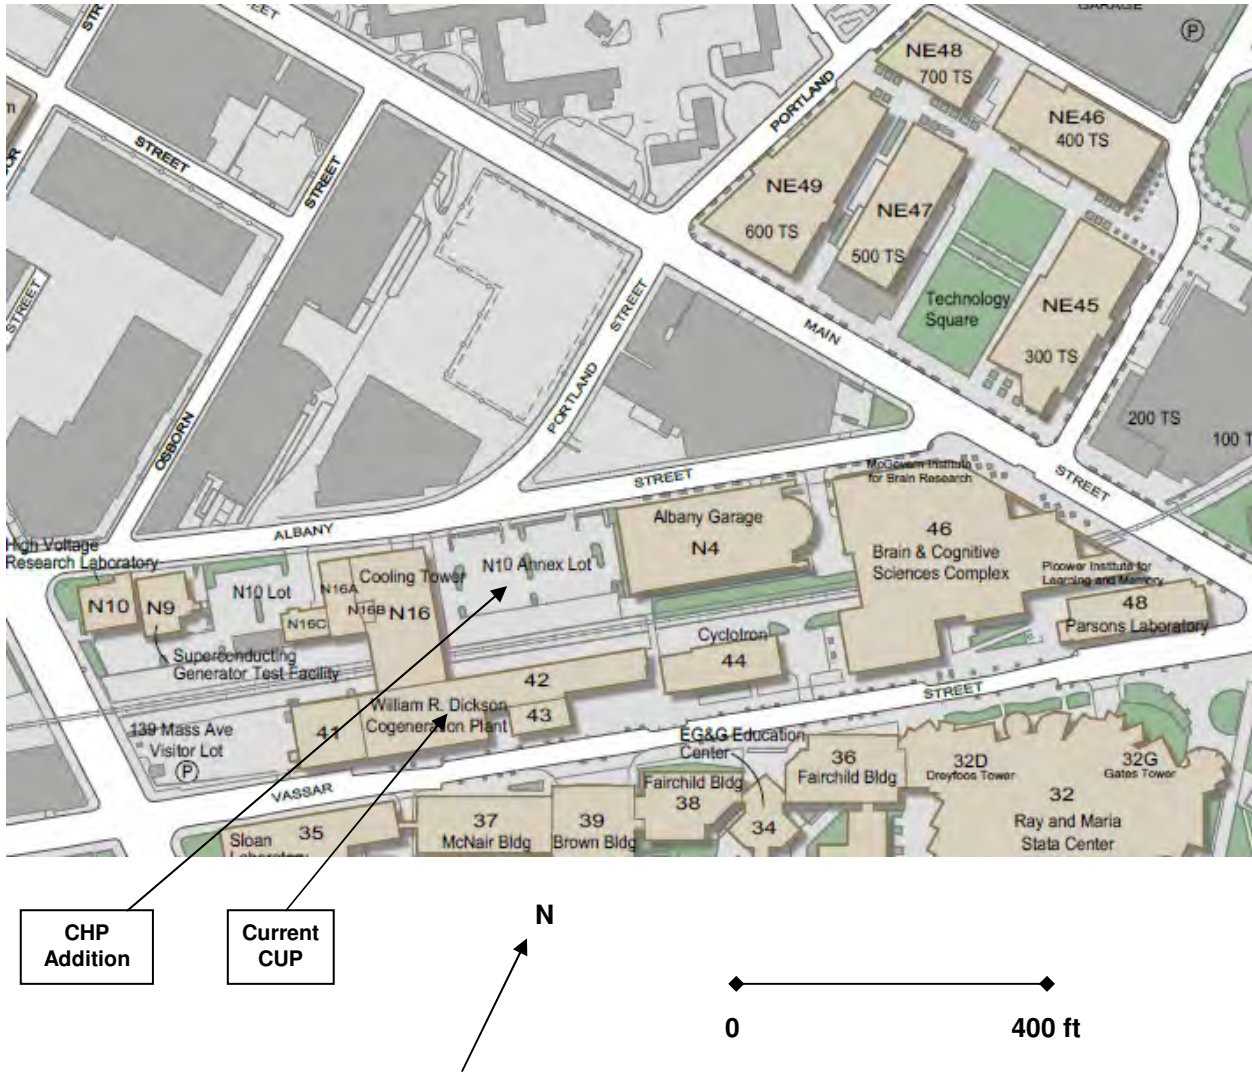 STREET
STR
GARAGE
P
NE48
700 TS
PORTLAND
NE46
400 TS
STREET
STREET
NE49
600 TS
NE47
500 TS
STREET
STREET
MAIN
Technology
Square
NE45
300 TS
200 TS
100 T
PORTLAND
OSBORN
STREET
STREET
McGovern Institute
for Brain Research
ALBANY
Albany Garage
N4
46
Brain & Cognitive
Sciences Complex
High Voltage
Research Laboratory
N10
N9
N10 Lot
N16A
Cooling Tower
N16B
N16
N16C
N10 Annex Lot
Picower Institute for
Learning and Memory
48
Parsons Laboratory
Superconducting
Generator Test Facility
Cyclotron
44
42
STREET
William R. Dickson
Cogeneration Plant
43
41
139 Mass Ave
Visitor Lot
P
EG&G Education
Center
VASSAR
Fairchild Bldg
38
36
Fairchild Bldg
32D
Dreyfoos Tower
32G
Gates Tower
32
Ray and Maria
Stata Center
35
Sloan
Laboratory
37
McNair Bldg
39
Brown Bldg
34
CHP
Addition
Current
CUP
N
0
400 ft